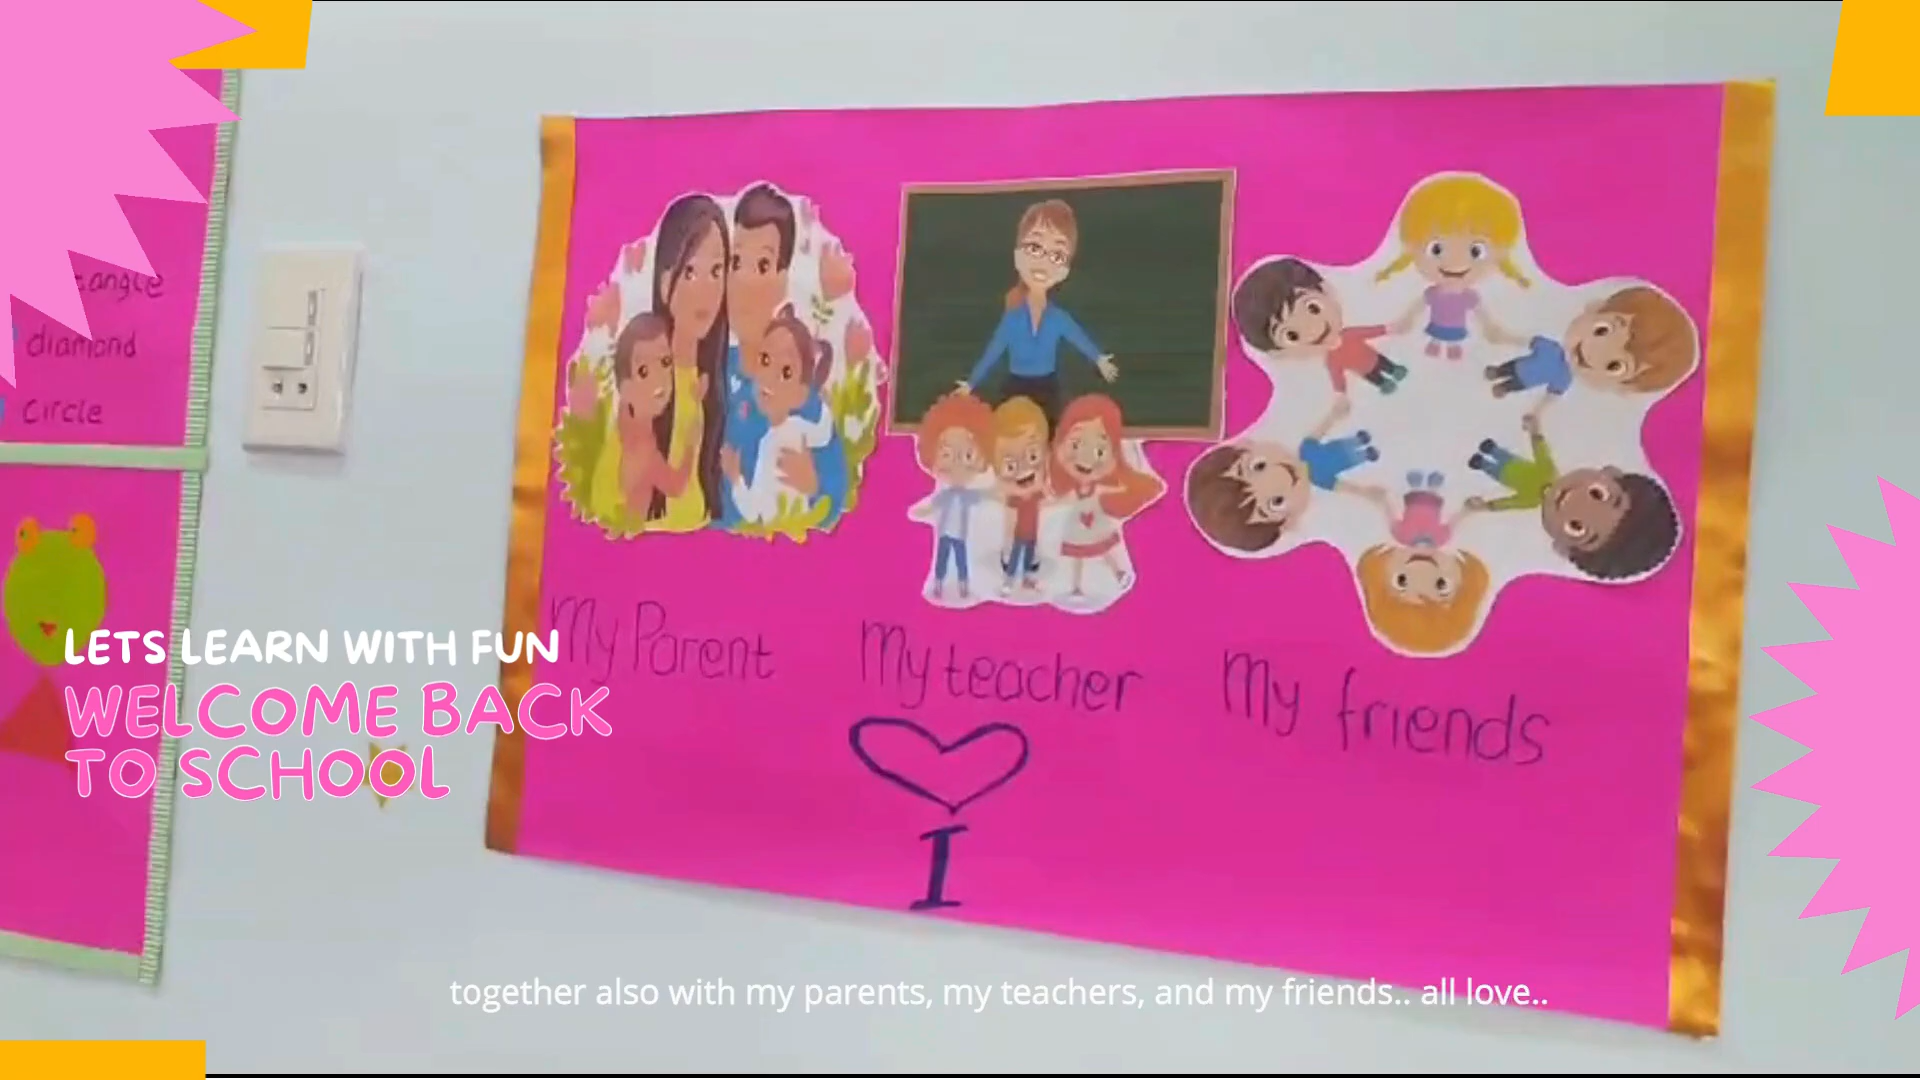 diamond
circle
My Parent
My teacher
My friends
I
LETS LEARN WITH FUN
WELCOME BACK
TO SCHOOL
together also with my parents, my teachers, and my friends.. all love..